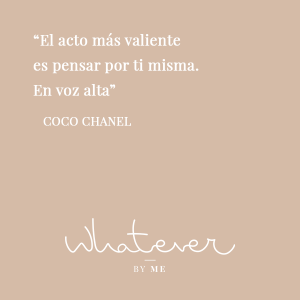 “El acto más valiente
es pensar por ti misma.
En voz alta”
COCO CHANEL
Whatever
BY ME